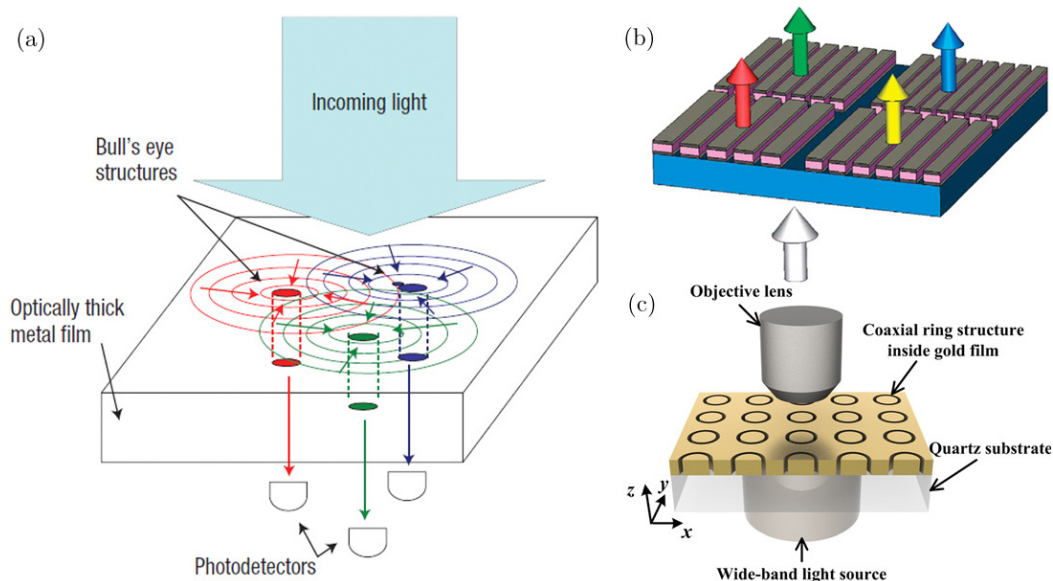 (a)
Incoming light
Bull's eye
structures
Optically thick
metal film
Photodetectors
(b)
(c)
Objective lens
Coaxial ring structure
inside gold film
Quartz substrate
z
y
x
Wide-band light source